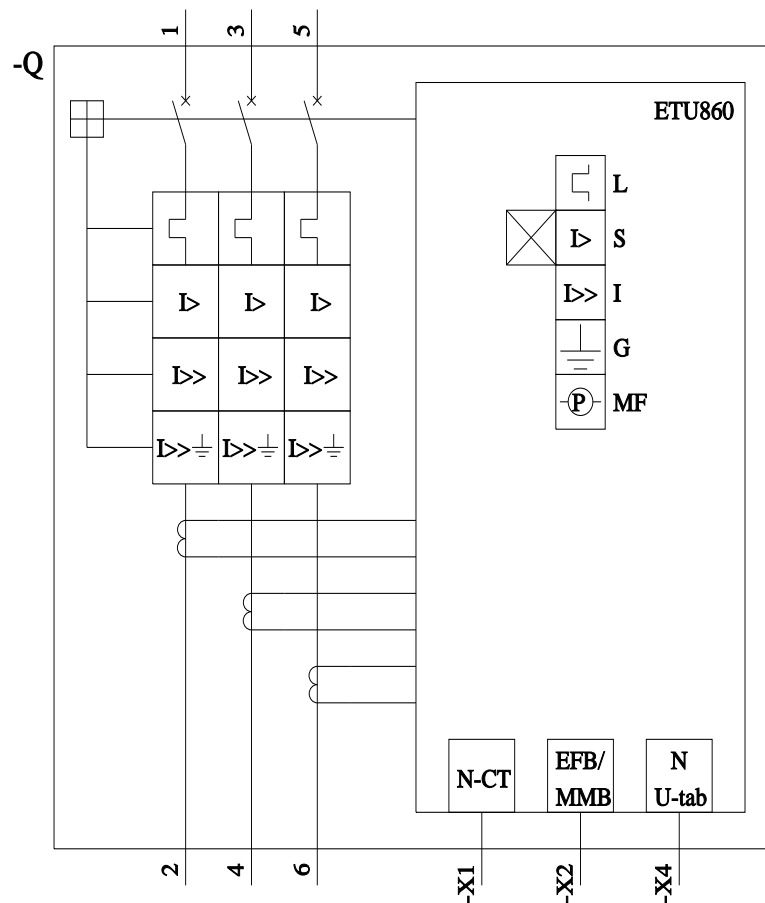 1 3 5
-Q
ETU860
L
I> I> I> I> S
I>> I>> I>> I>> I
G
I>> I>> I>>
P MF
N-CT
EFB/
MMB
N
U-tab
2 4 6
-X1 -X2 -X4